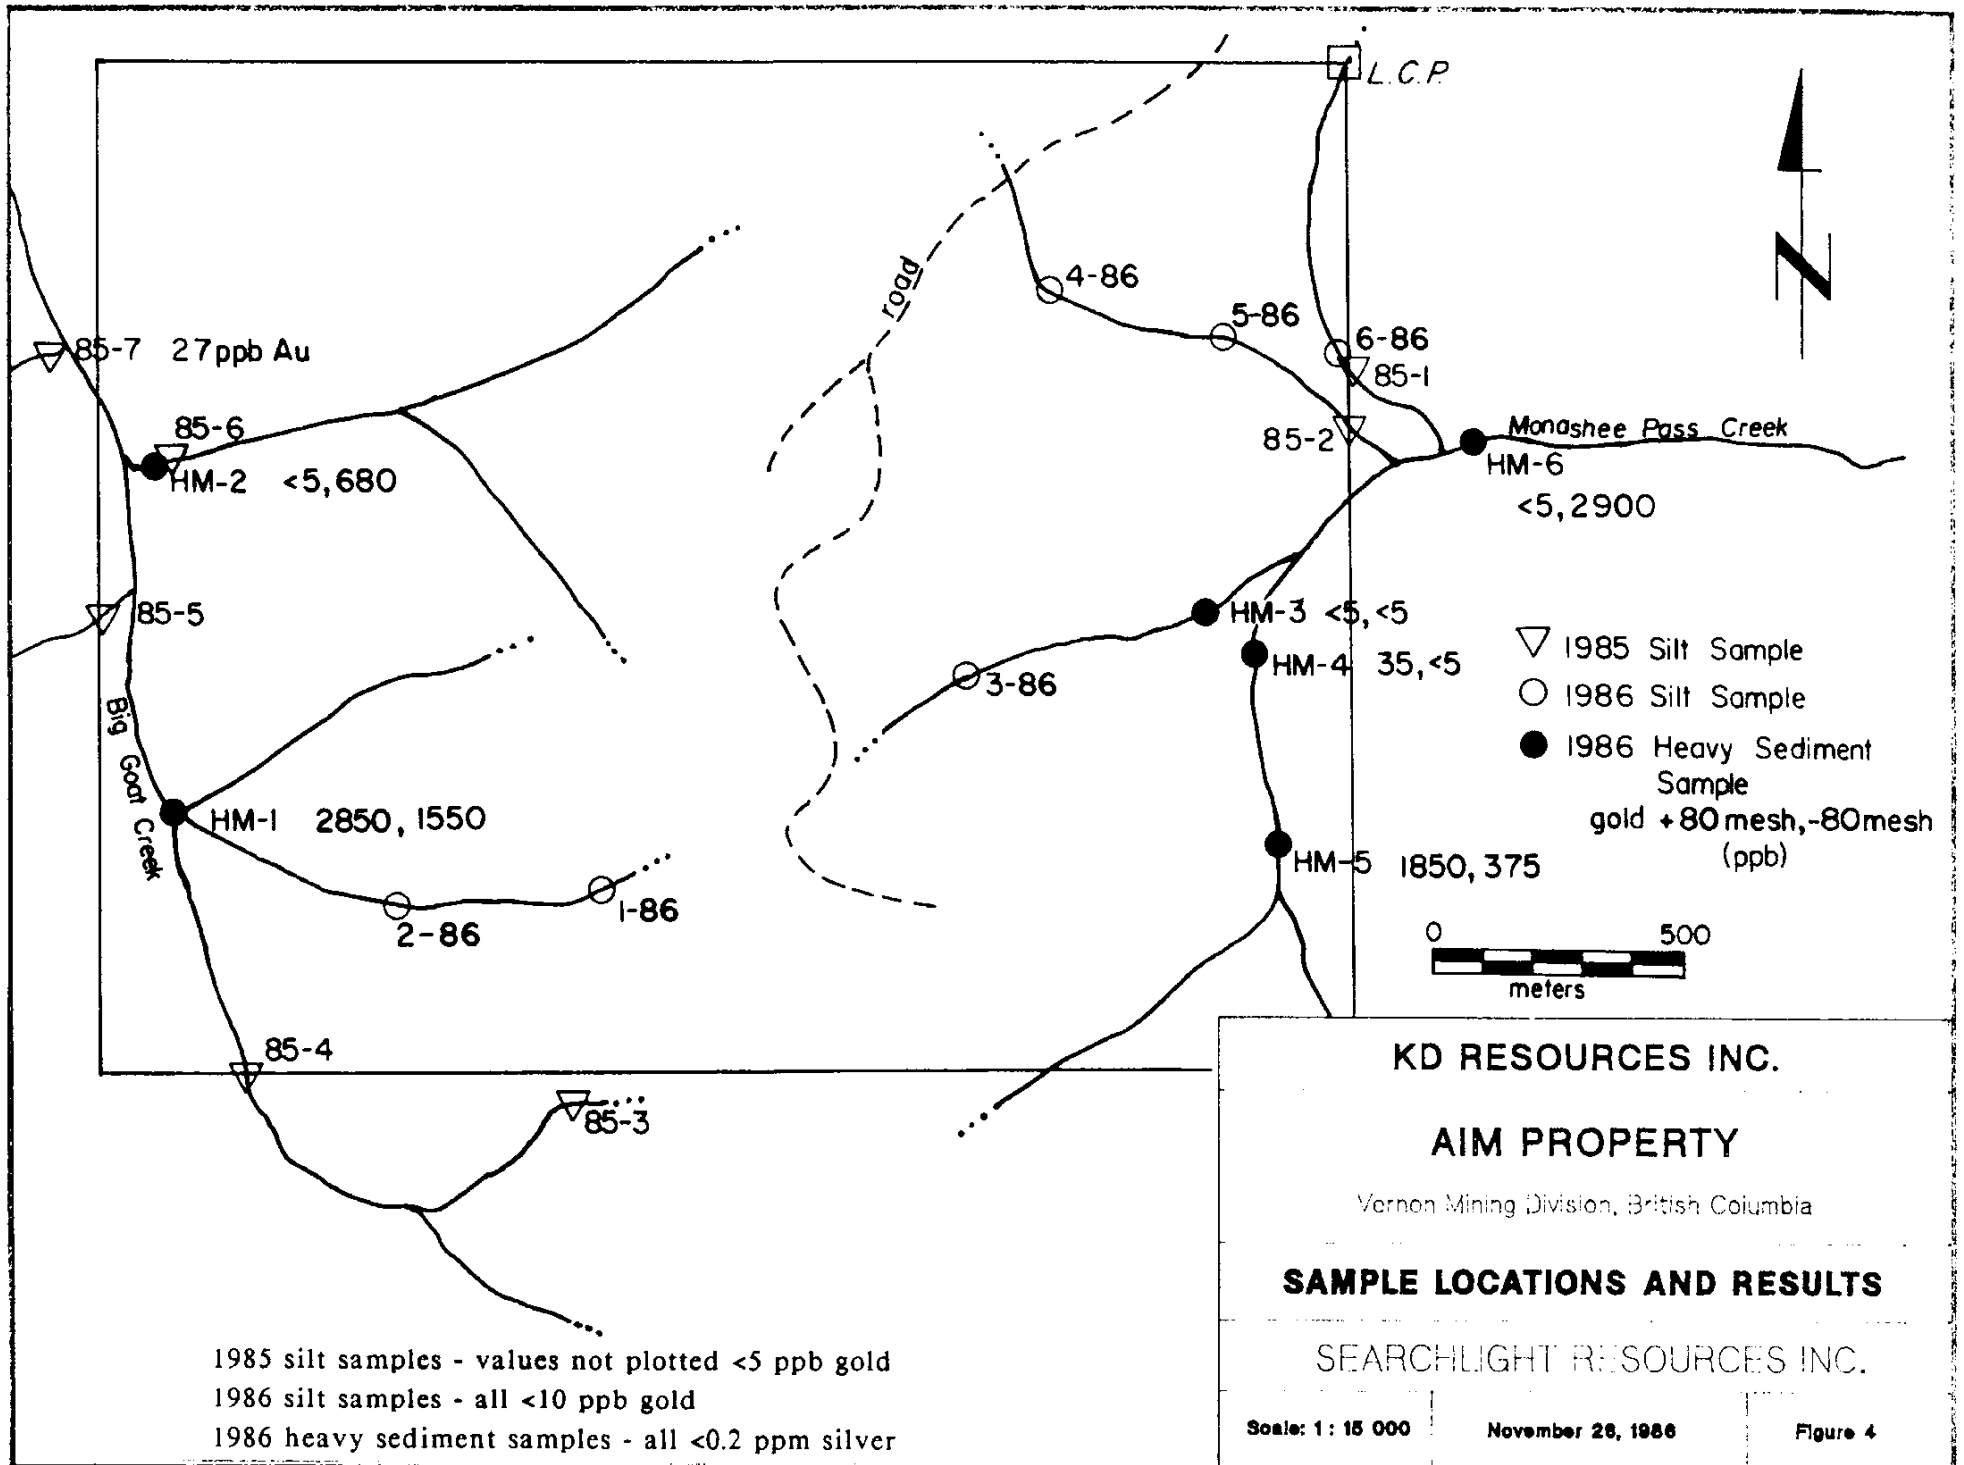 L.C.P.
N
road
4-86
5-86
6-86
85-1
85-7 27ppb Au
85-6
HM-2 <5,680
85-2
Monashee Pass Creek
HM-6
<5,2900
85-5
HM-3 <5,<5
HM-4 35,<5
3-86
Big Goat Creek
HM-1 2850, 1550
HM-5 1850, 375
2-86
1-86
85-4
85-3
1985 Silt Sample
1986 Silt Sample
1986 Heavy Sediment
Sample
gold +80 mesh,-80mesh
(ppb)
0 500
meters
KD RESOURCES INC.
AIM PROPERTY
Vernon Mining Division, British Columbia
SAMPLE LOCATIONS AND RESULTS
SEARCHLIGHT RESOURCES INC.
Scale: 1 : 15 000 November 26, 1986 Figure 4
1985 silt samples - values not plotted <5 ppb gold
1986 silt samples - all <10 ppb gold
1986 heavy sediment samples - all <0.2 ppm silver